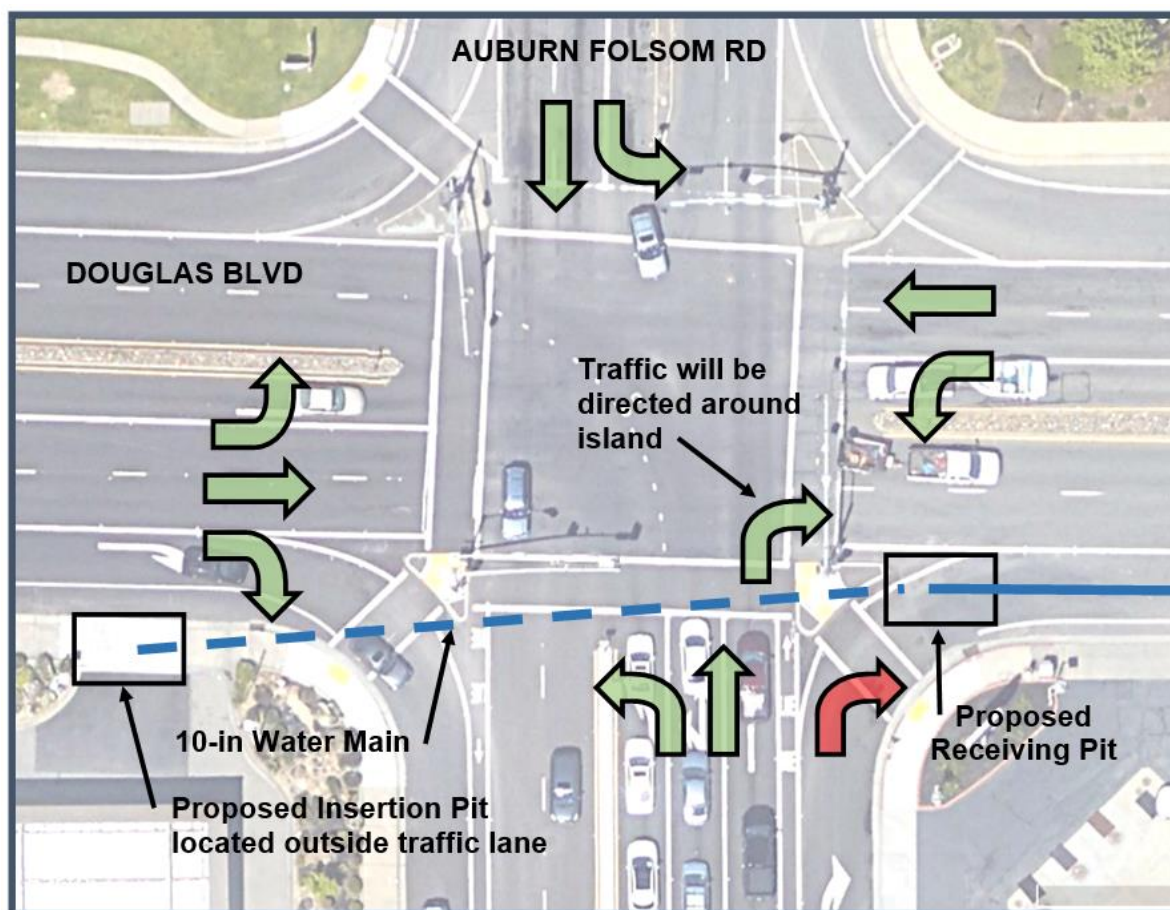 AUBURN FOLSOM RD
DOUGLAS BLVD
Traffic will be
directed around
island
10-in Water Main
Proposed
Receiving Pit
Proposed Insertion Pit
located outside traffic lane